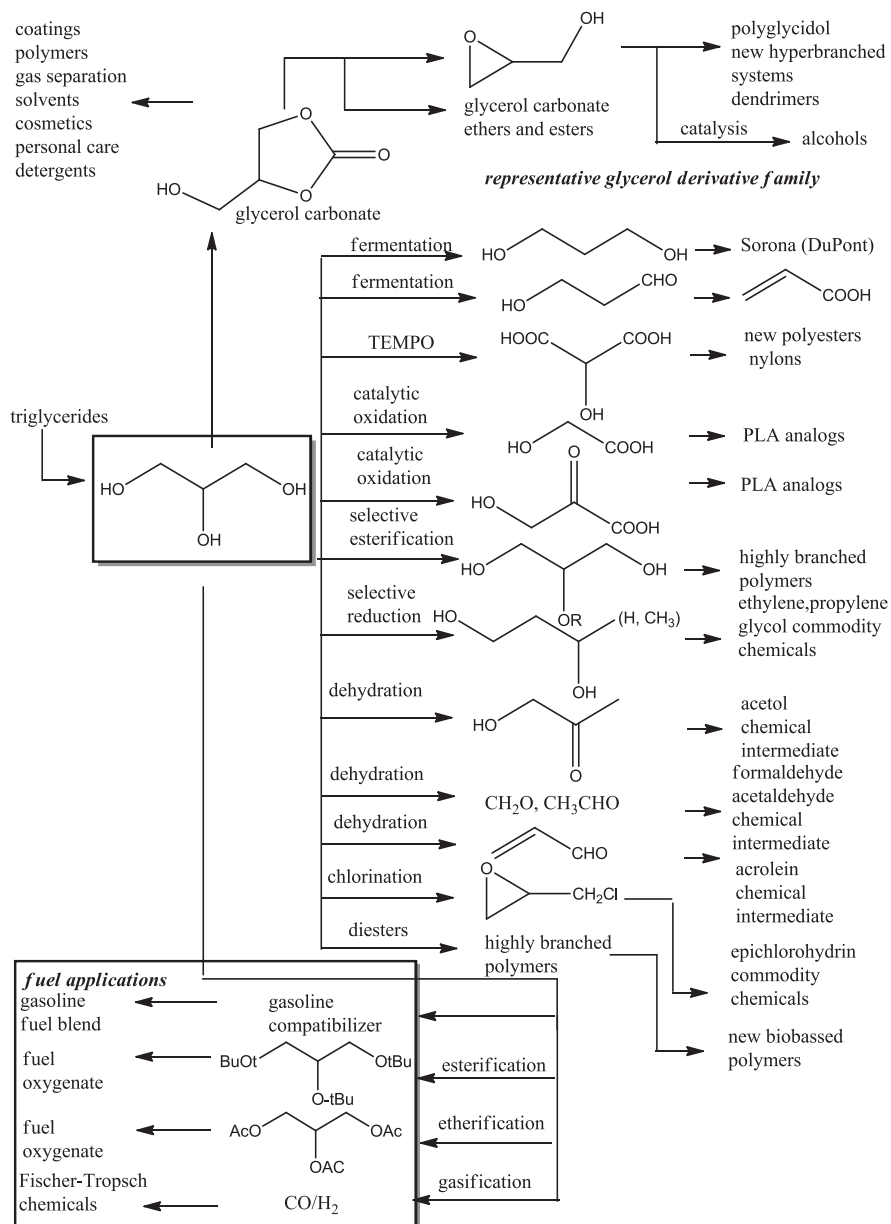 coatings
polymers
gas separation
solvents
cosmetics
personal care
detergents
O
OH
glycerol carbonate
ethers and esters
polyglycidol
new hyperbranched
systems
dendrimers
catalysis
alcohols
representative glycerol derivative family
O
O
O
HO
glycerol carbonate
fermentation
HO
OH
Sorona (DuPont)
fermentation
HO
CHO
COOH
TEMPO
HOOC
COOH
OH
new polyesters
nylons
triglycerides
HO
OH
OH
catalytic
oxidation
HO
COOH
PLA analogs
catalytic
oxidation
O
HO
COOH
PLA analogs
selective
esterification
HO
OH
OR
highly branched
polymers
selective
reduction
HO
(H, CH3)
OH
ethylene,propylene
glycol commodity
chemicals
dehydration
HO
O
acetol
chemical
intermediate
dehydration
CH2O, CH3CHO
formaldehyde
acetaldehyde
chemical
intermediate
dehydration
CHO
acrolein
chemical
intermediate
chlorination
O
CH2Cl
epichlorohydrin
commodity
chemicals
diesters
highly branched
polymers
new biobassed
polymers
fuel applications
gasoline
fuel blend
gasoline
compatibilizer
fuel
oxygenate
BuOt
OtBu
O-tBu
esterification
fuel
oxygenate
AcO
OAc
OAC
etherification
Fischer-Tropsch
chemicals
CO/H2
gasification